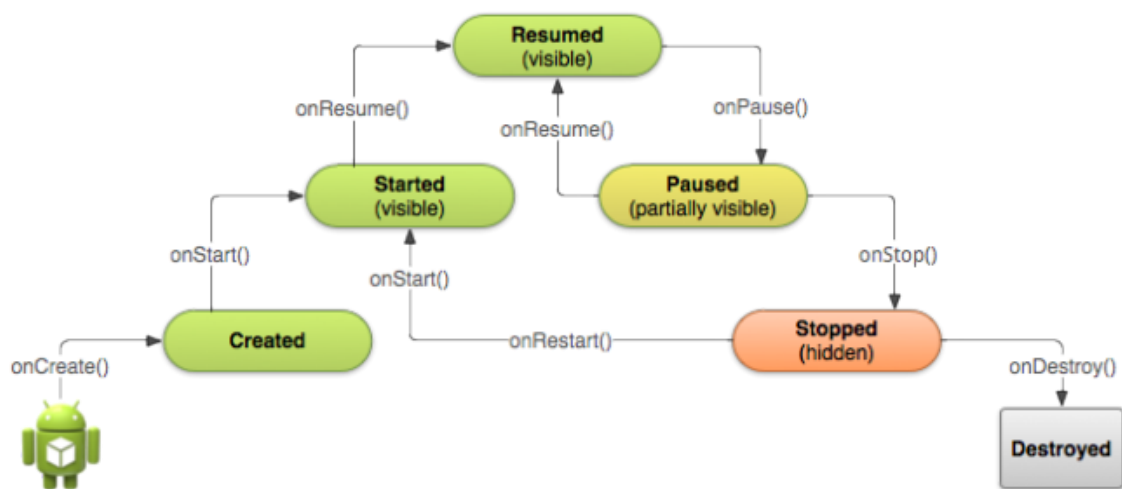 Resumed
(visible)
onResume()
onResume()
onPause()
Started
(visible)
Paused
(partially visible)
onStart()
onStart()
onStop()
Created
onRestart()
Stopped
(hidden)
onCreate()
onDestroy()
Destroyed